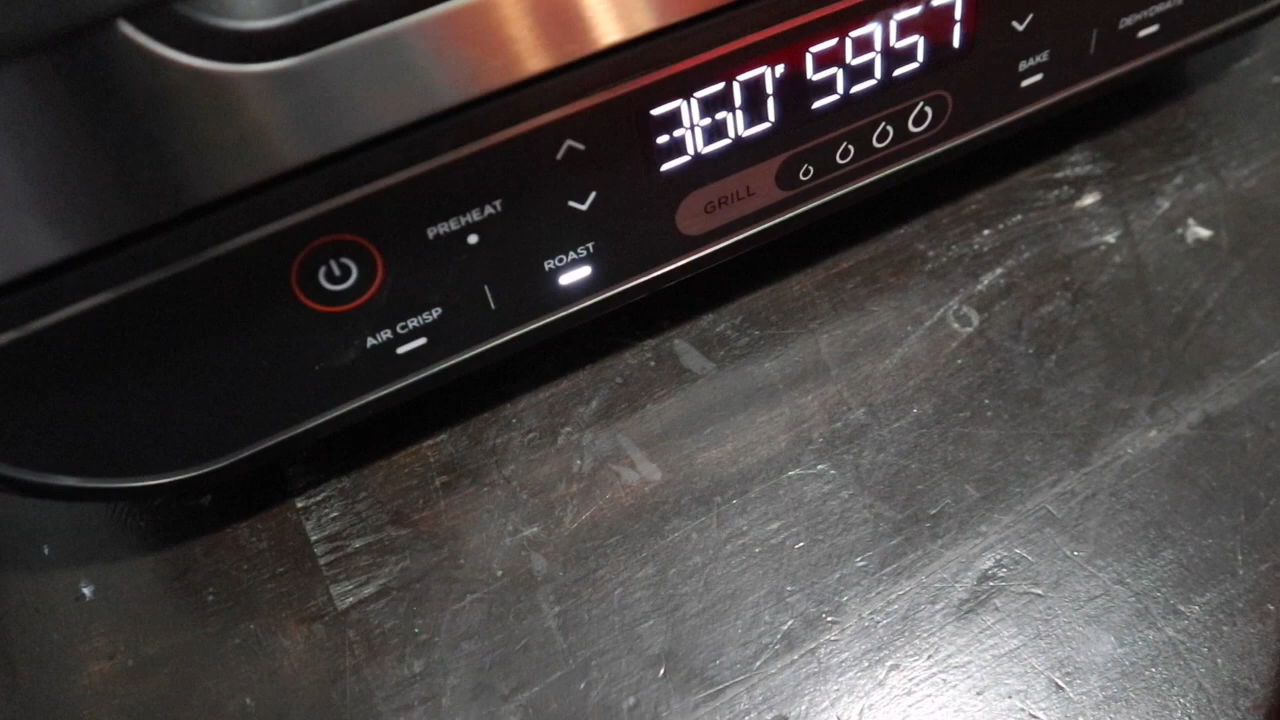 360° 5957
DEHYDRATE
BAKE
GRILL
PREHEAT
ROAST
AIR CRISP